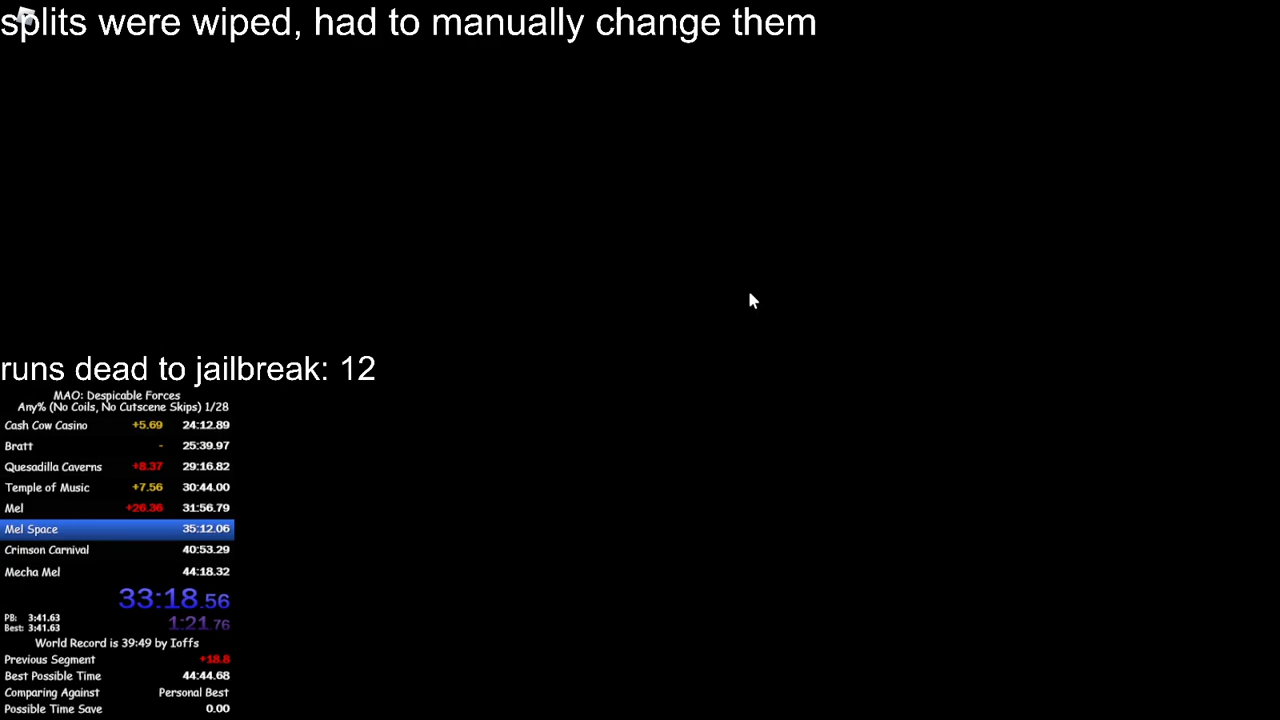 splits were wiped, had to manually change them
runs dead to jailbreak: 12
MAO: Despicable Forces
Any% (No Coils, No Cutscene Skips) 1/28
Cash Cow Casino +5.69 24:12.89
Bratt - 25:39.97
Quesadilla Caverns +8.37 29:16.82
Temple of Music +7.56 30:44.00
Mel +26.36 31:56.79
Mel Space 35:12.06
Crimson Carnival 40:53.29
Mecha Mel 44:18.32
33:18.56
PB: 3:41.63
Best: 3:41.63 1:21.76
World Record is 39:49 by Ioffs
Previous Segment +18.8
Best Possible Time 44:44.68
Comparing Against Personal Best
Possible Time Save 0.00